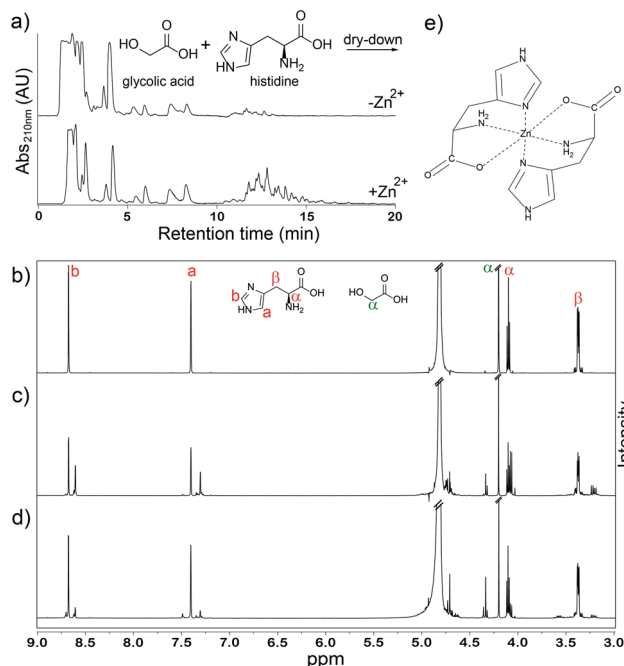 a)
HO
O
OH
+
N
HN
O
OH
NH2
dry-down
glycolic acid
histidine
-Zn2+
+Zn2+
Abs210nm (AU)
0 5 10 15 20
Retention time (min)
e)
H
N
N
O
O
H2
N
Zn
N
H2
O
O-
N
N
H
b)
b
a
β
O
b
N
OH
HN
α
NH2
a
HO
O
OH
α
α
α
β
c)
d)
Intensity
9.0 8.5 8.0 7.5 7.0 6.5 6.0 5.5 5.0 4.5 4.0 3.5 3.0
ppm